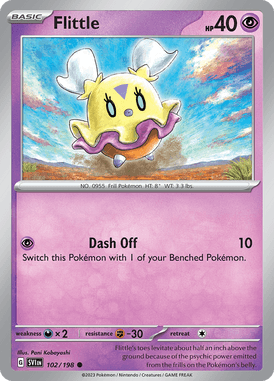 BASIC
Flittle
HP 40
NO. 0955 Frill Pokémon HT: 8" WT: 3.3 lbs.
Dash Off 10
Switch this Pokémon with 1 of your Benched Pokémon.
weakness ×2 resistance -30 retreat
Illus. Pani Kobayashi
G SVI EN 102/198
Flittle's toes levitate about half an inch above the
ground because of the psychic power emitted
from the frills on the Pokémon's belly.
©2023 Pokémon / Nintendo / Creatures / GAME FREAK